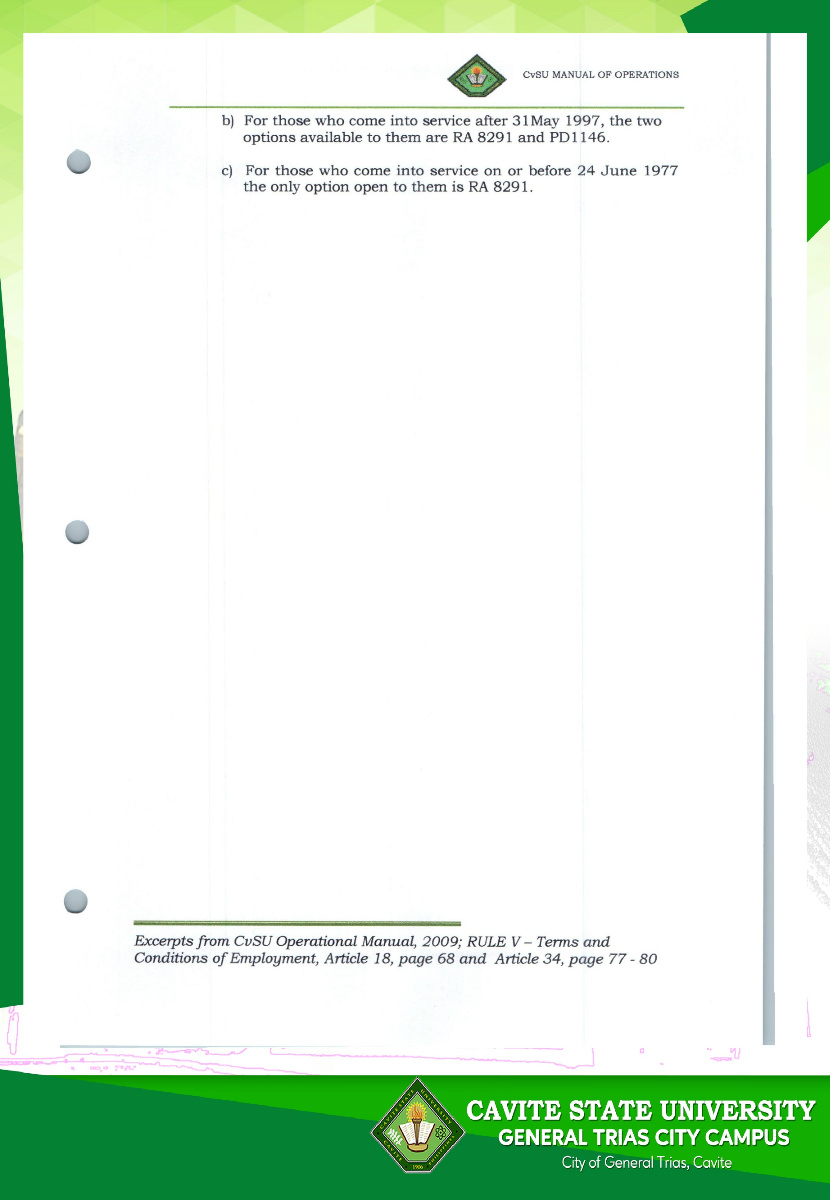 CvSU MANUAL OF OPERATIONS
b) For those who come into service after 31May 1997, the two
options available to them are RA 8291 and PD1146.
c) For those who come into service on or before 24 June 1977
the only option open to them is RA 8291.
Excerpts from CvSU Operational Manual, 2009; RULE V – Terms and
Conditions of Employment, Article 18, page 68 and Article 34, page 77 - 80
CAVITE STATE UNIVERSITY
GENERAL TRIAS CITY CAMPUS
City of General Trias, Cavite
1906